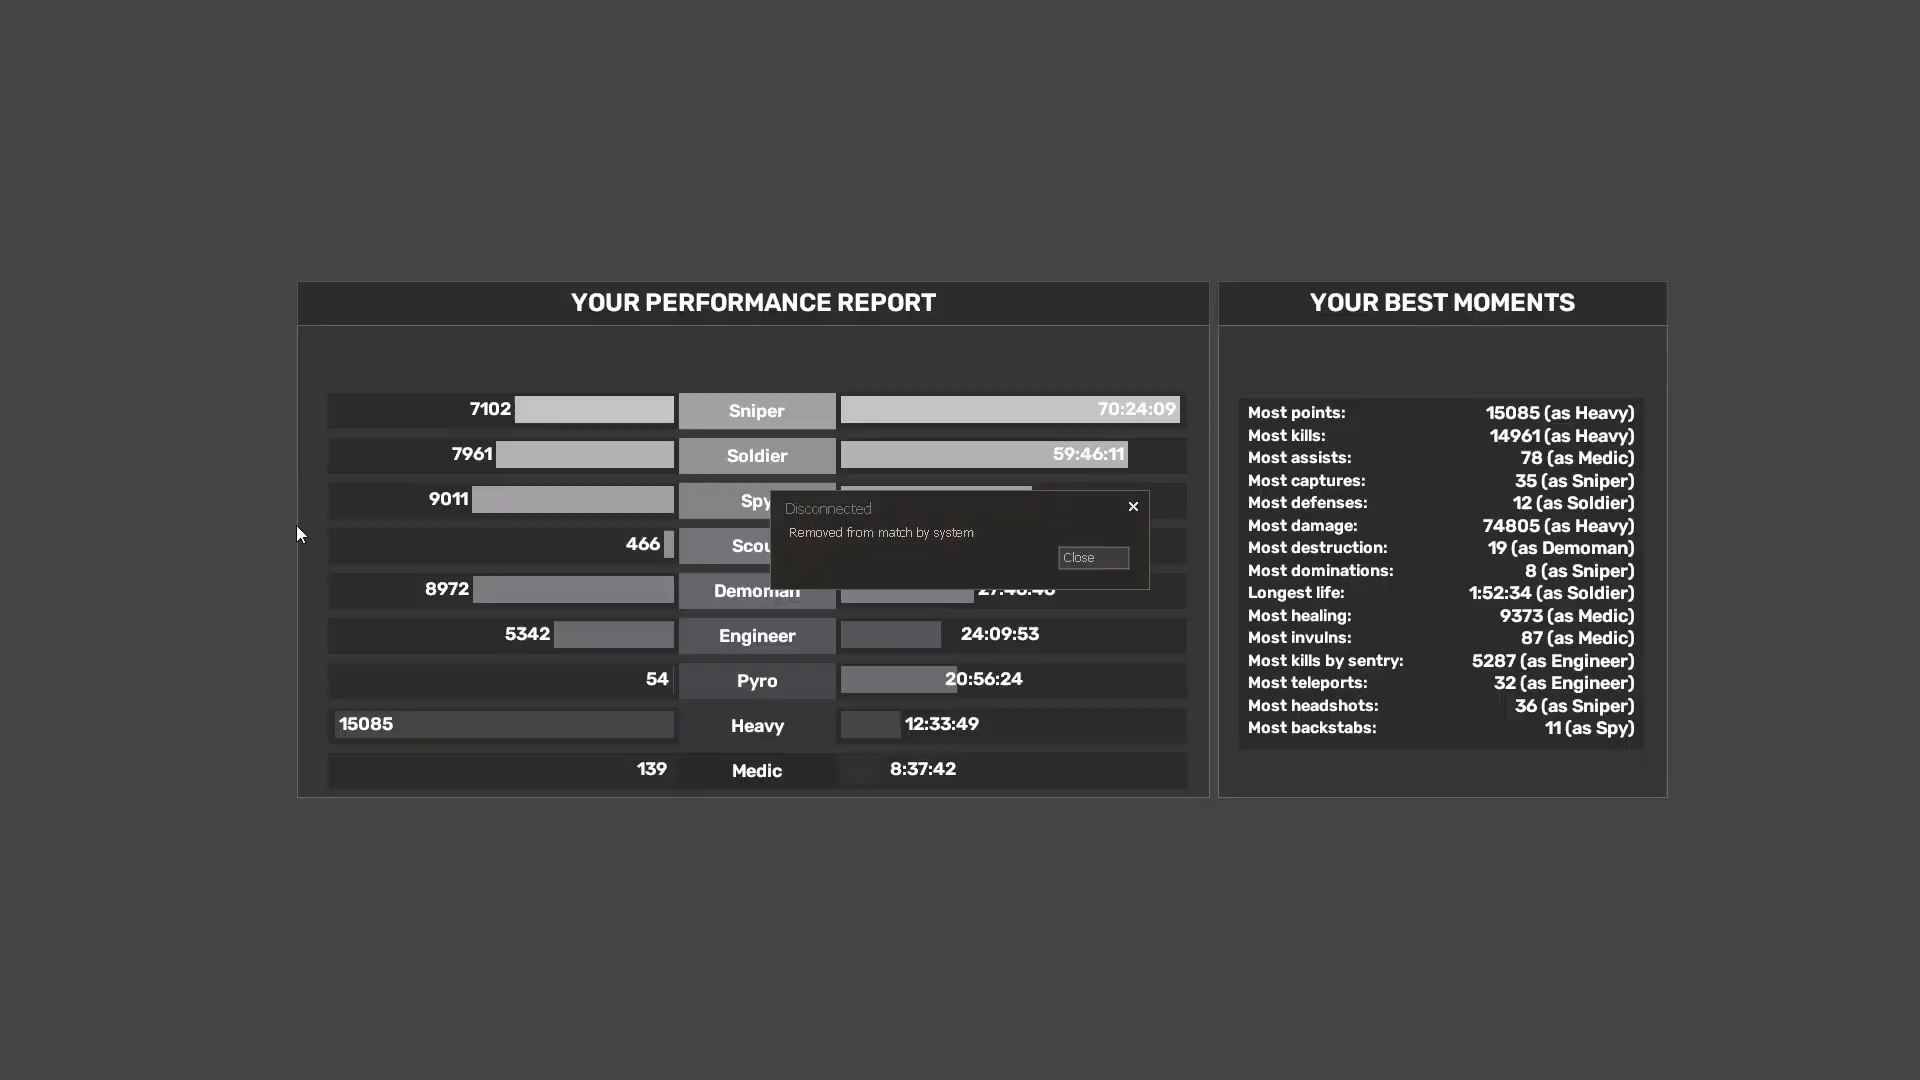 YOUR PERFORMANCE REPORT
7102 Sniper 70:24:09
7961 Soldier 59:46:11
9011
466
8972 Demoman
5342 Engineer 24:09:53
54 Pyro 20:56:24
15085 Heavy 12:33:49
139 Medic 8:37:42
Disconnected
Removed from match by system
Close
YOUR BEST MOMENTS
Most points: 15085 (as Heavy)
Most kills: 14961 (as Heavy)
Most assists: 78 (as Medic)
Most captures: 35 (as Sniper)
Most defenses: 12 (as Soldier)
Most damage: 74805 (as Heavy)
Most destruction: 19 (as Demoman)
Most dominations: 8 (as Sniper)
Longest life: 1:52:34 (as Soldier)
Most healing: 9373 (as Medic)
Most invulns: 87 (as Medic)
Most kills by sentry: 5287 (as Engineer)
Most teleports: 32 (as Engineer)
Most headshots: 36 (as Sniper)
Most backstabs: 11 (as Spy)